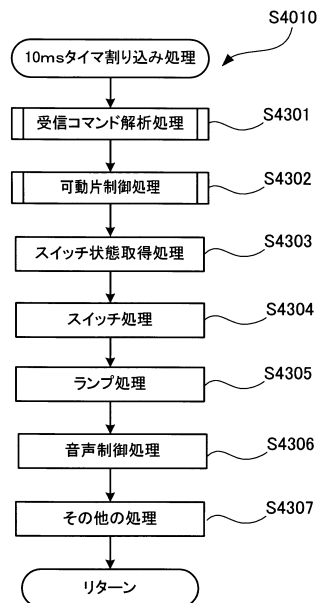 S4010
10msタイマ割り込み処理
受信コマンド解析処理 S4301
可動片制御処理 S4302
スイッチ状態取得処理 S4303
スイッチ処理 S4304
ランプ処理 S4305
音声制御処理 S4306
その他の処理 S4307
リターン